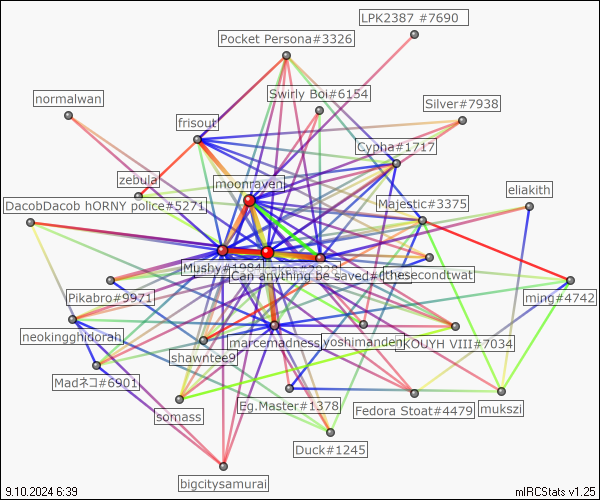 LPK2387 #7690
Pocket Persona#3326
Swirly Boi#6154
normalwan
Silver#7938
frisout
Cypha#1717
zebula
moonraven
eliakith
DacobDacob hORNY police#5271
Majestic#3375
Mushy#1984
Can anything be saved#
thesecondtwat
Pikabro#9971
ming#4742
neokingghidorah
marcemadness
yoshimanden
KOUYH VIII#7034
shawntee9
Madネコ#6901
somass
Eg.Master#1378
Fedora Stoat#4479
mukszi
Duck#1245
bigcitysamurai
9.10.2024 6:39
mIRCStats v1.25